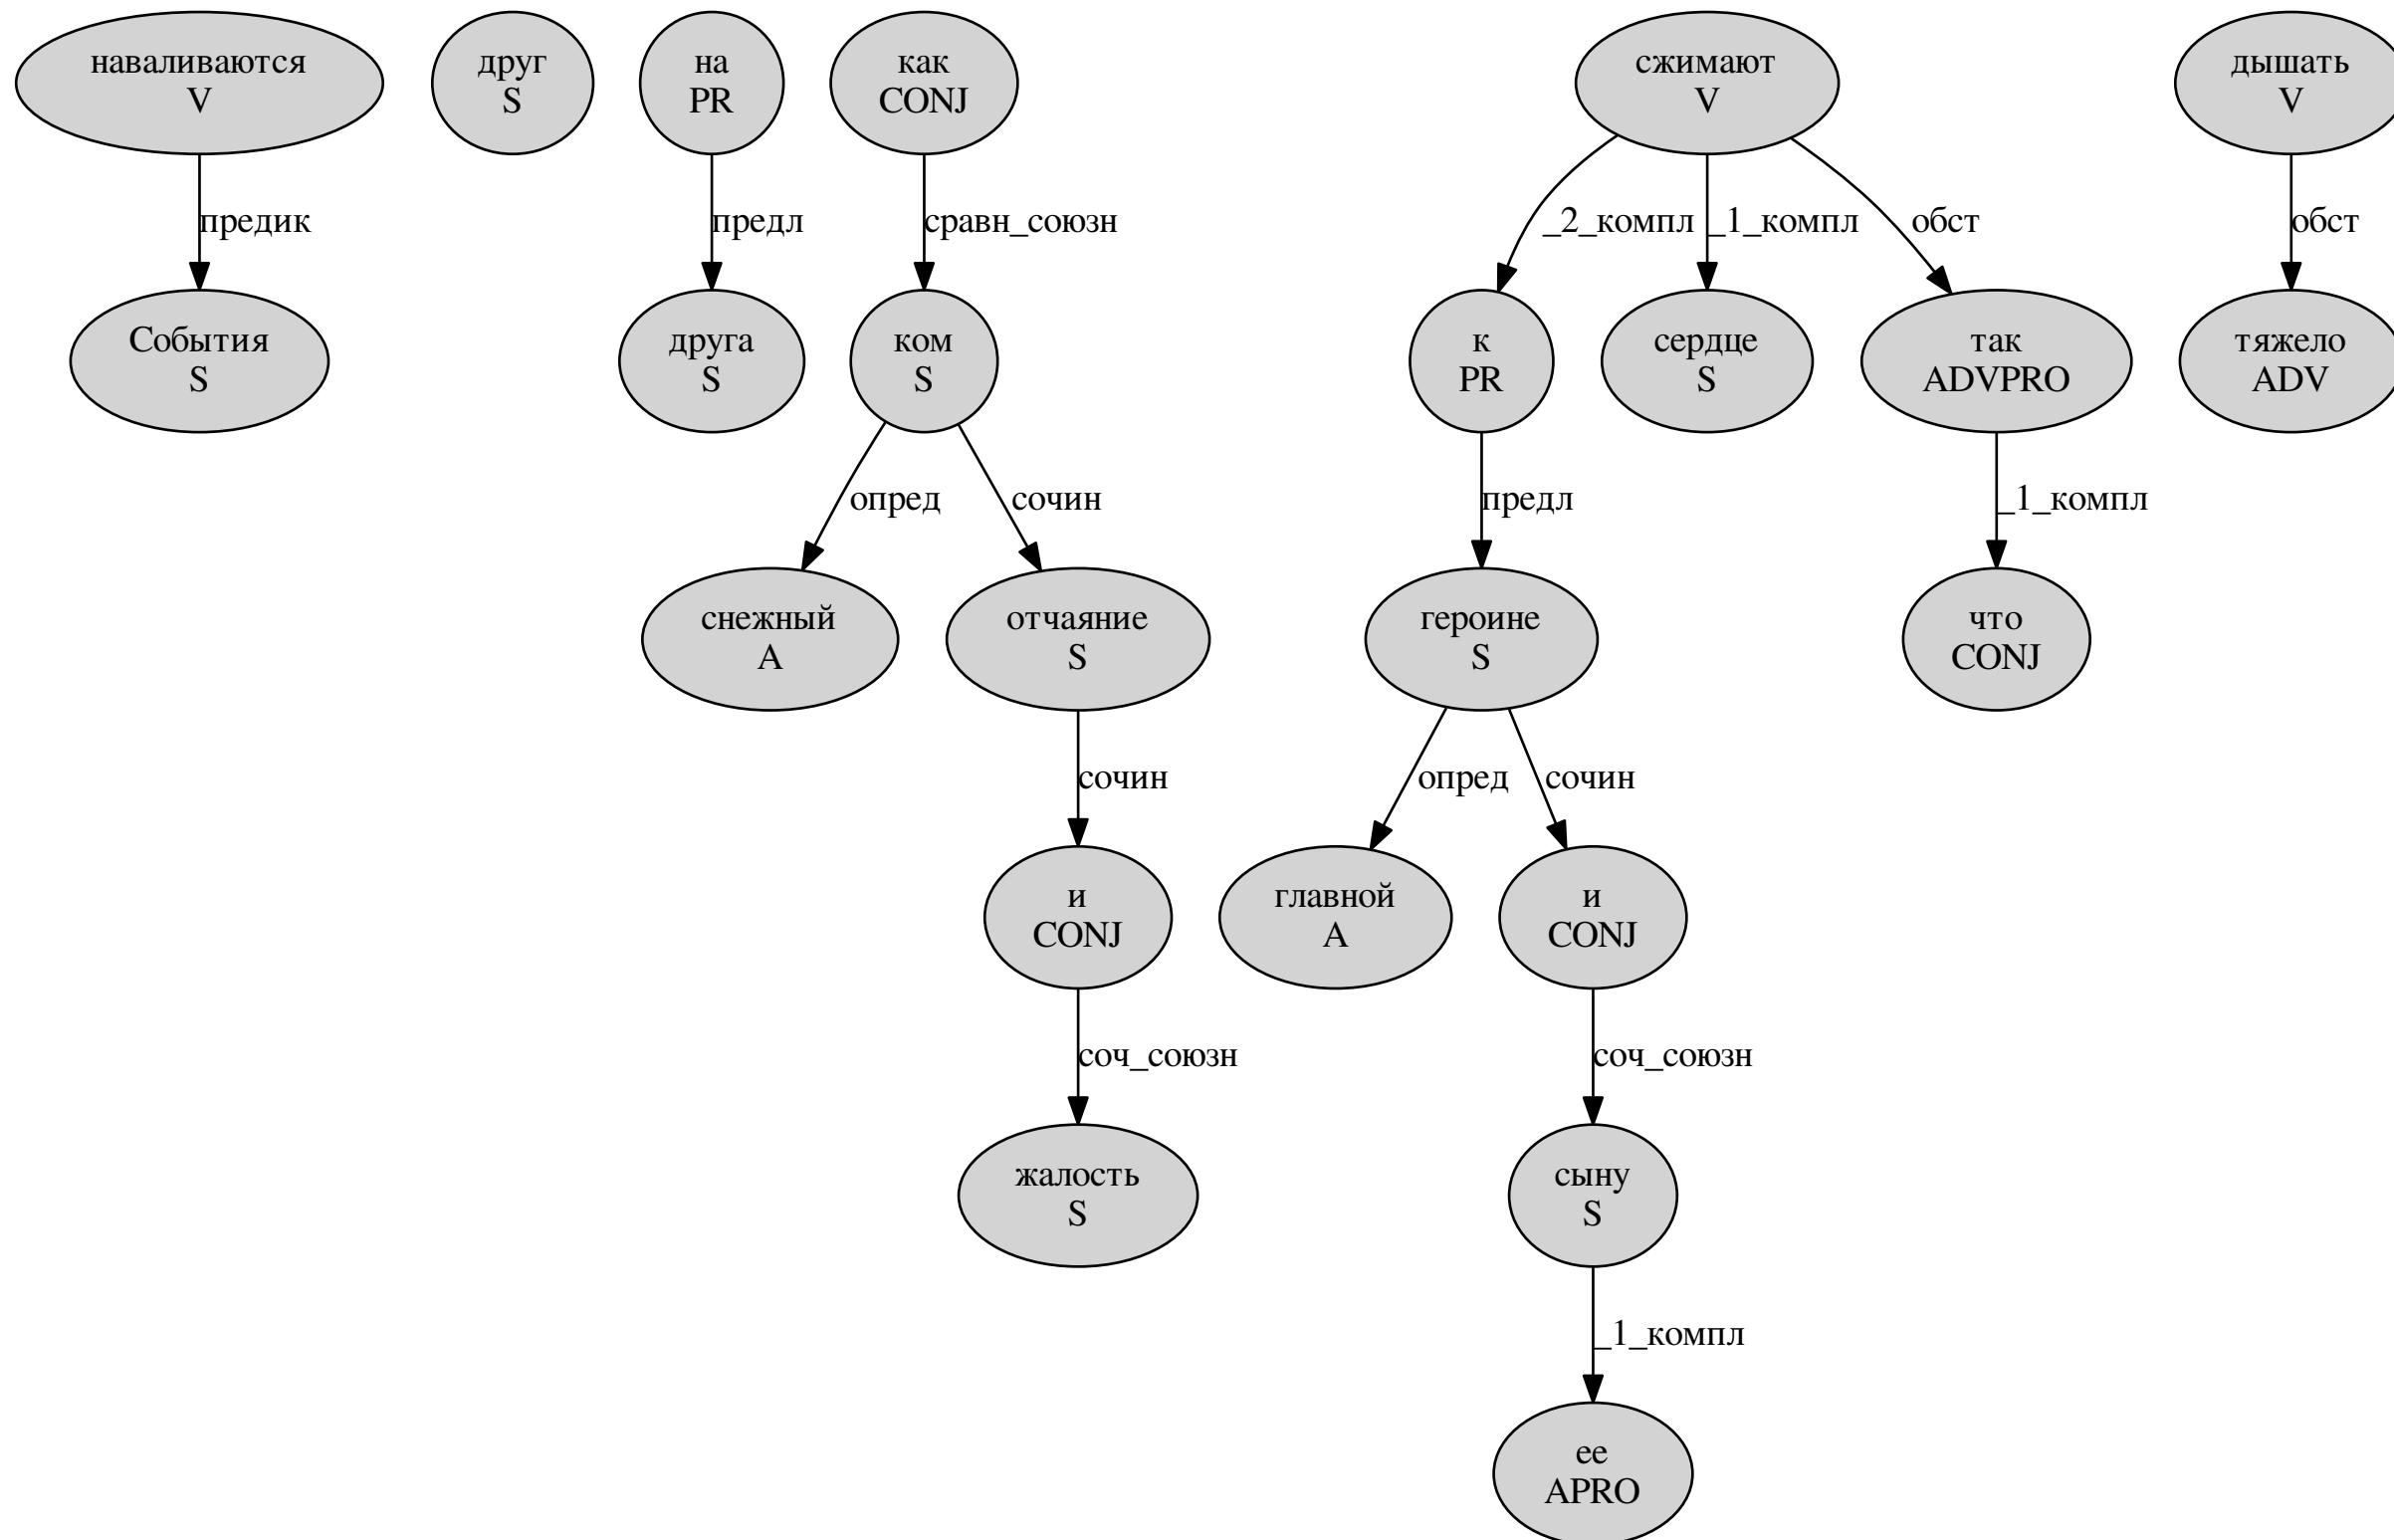 наваливаются
V
друг
S
на
PR
как
CONJ
сжимают
V
дышать
V
предик
предл
сравн_союзн
_2_компл
_1_компл
обст
обст
События
S
друга
S
ком
S
к
PR
сердце
S
так
ADVPRO
тяжело
ADV
опред
сочин
предл
_1_компл
снежный
A
отчаяние
S
героине
S
что
CONJ
сочин
опред
сочин
и
CONJ
главной
A
и
CONJ
соч_союзн
соч_союзн
жалость
S
сыну
S
_1_компл
ее
APRO